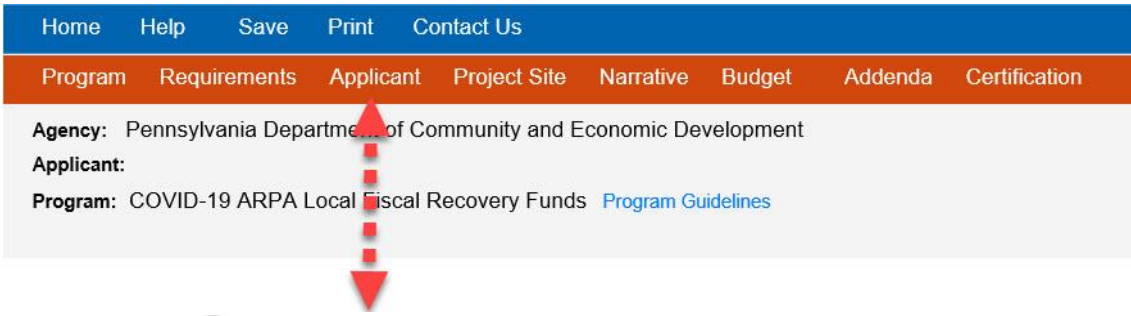 Home Help Save Print Contact Us
Program Requirements Applicant Project Site Narrative Budget Addenda Certification
Agency: Pennsylvania Department of Community and Economic Development
Applicant:
Program: COVID-19 ARPA Local Fiscal Recovery Funds Program Guidelines